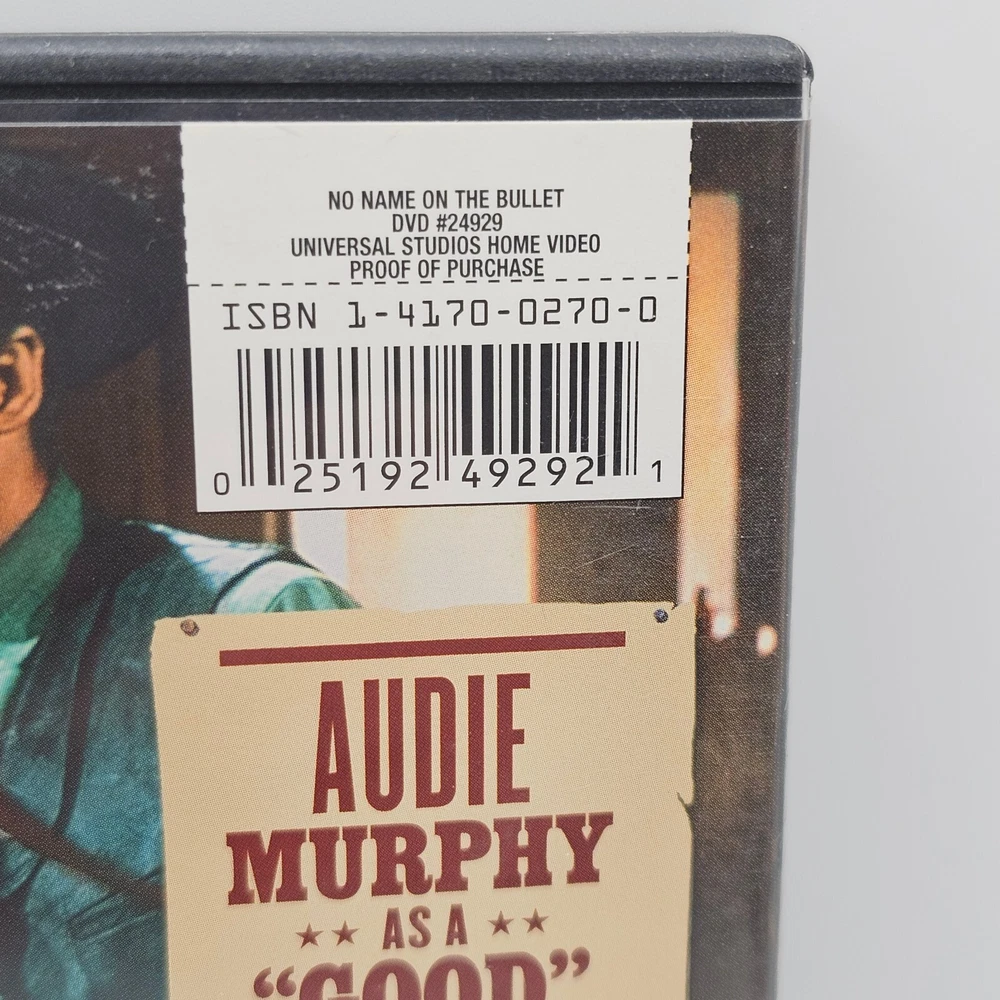 NO NAME ON THE BULLET
DVD #24929
UNIVERSAL STUDIOS HOME VIDEO
PROOF OF PURCHASE
ISBN 1-4170-0270-0
0 25192 49292 1
AUDIE
MURPHY
★★ AS A ★★
“GOOD”